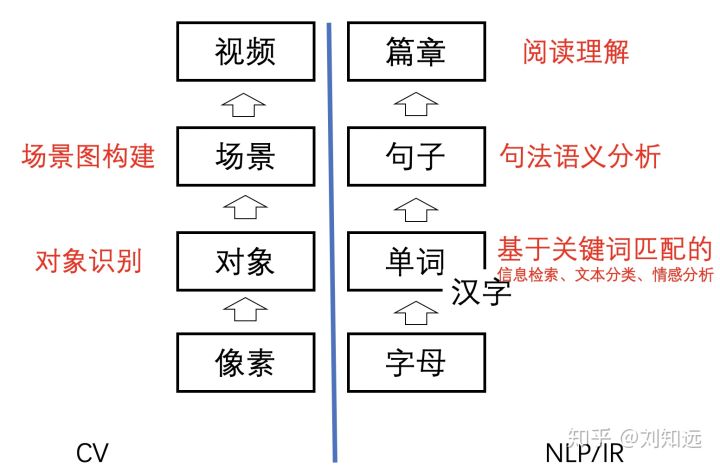 视频
篇章
阅读理解
场景图构建
场景
句子
句法语义分析
对象识别
对象
单词
基于关键词匹配的
信息检索、文本分类、情感分析
汉字
像素
字母
CV
NLP/IR
知乎 @刘知远